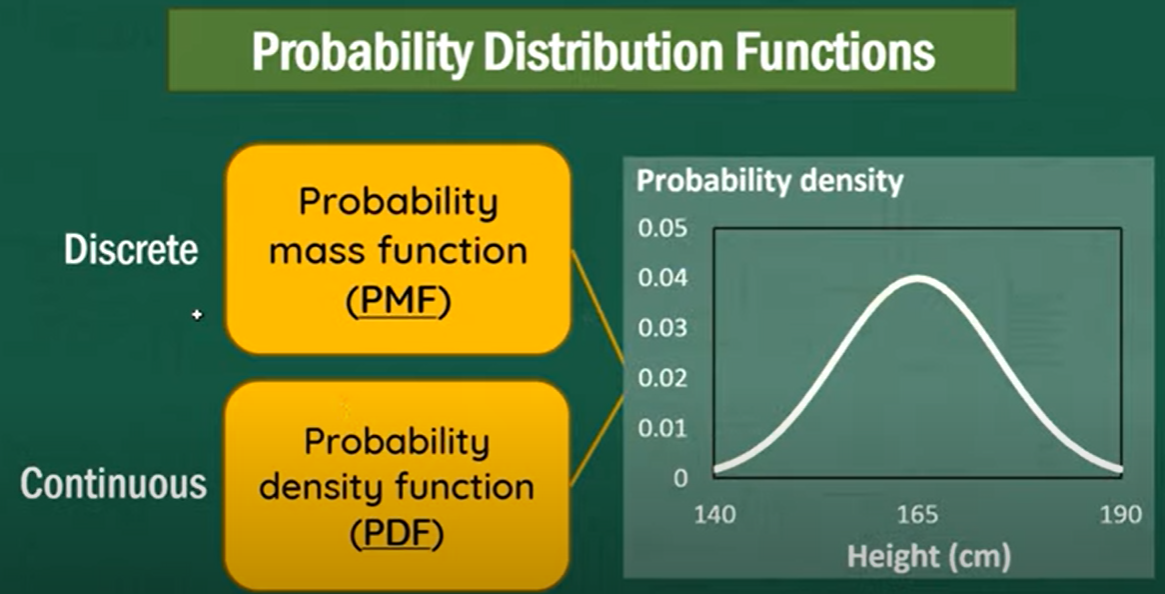 Probability Distribution Functions
Discrete
Probability
mass function
(PMF)
Continuous
Probability
density function
(PDF)
Probability density
0.05
0.04
0.03
0.02
0.01
0
140 165 190
Height (cm)